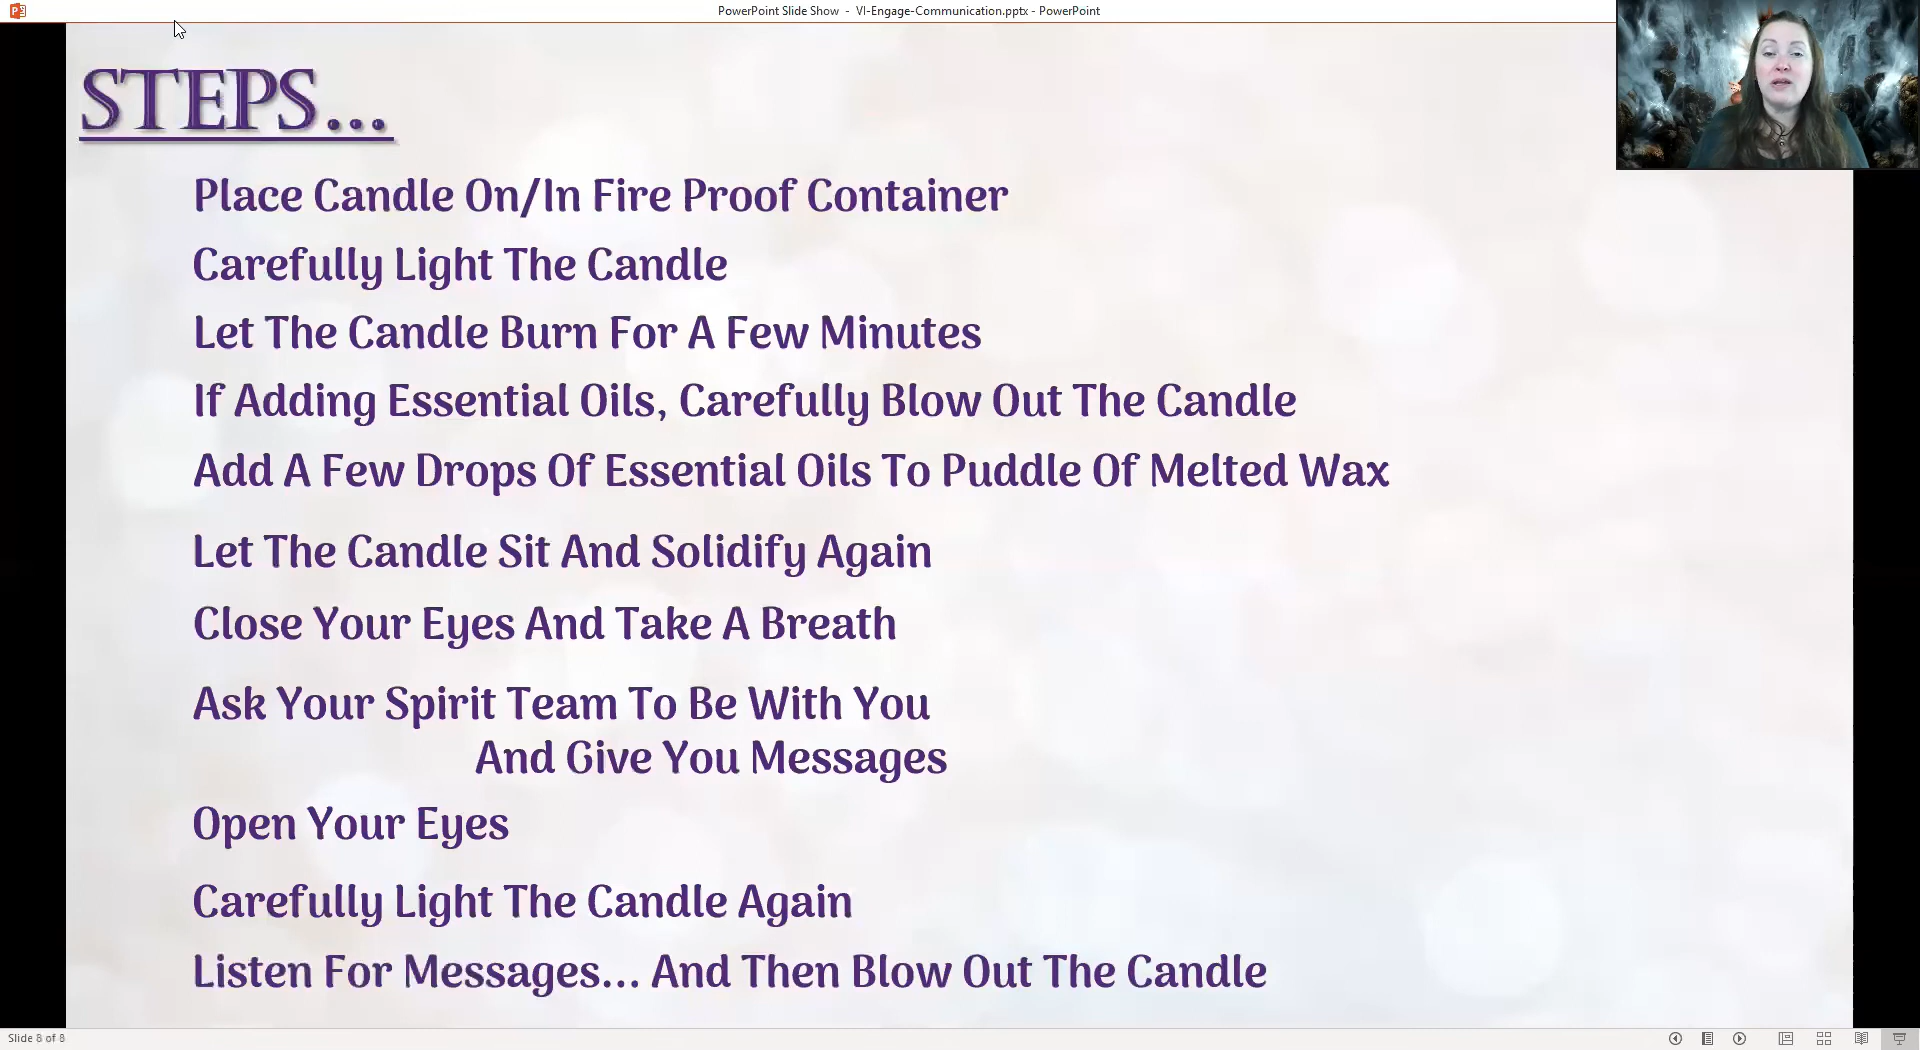 PowerPoint Slide Show - VI-Engage-Communication.pptx - PowerPoint
STEPS...
Place Candle On/In Fire Proof Container
Carefully Light The Candle
Let The Candle Burn For A Few Minutes
If Adding Essential Oils, Carefully Blow Out The Candle
Add A Few Drops Of Essential Oils To Puddle Of Melted Wax
Let The Candle Sit And Solidify Again
Close Your Eyes And Take A Breath
Ask Your Spirit Team To Be With You
And Give You Messages
Open Your Eyes
Carefully Light The Candle Again
Listen For Messages... And Then Blow Out The Candle
Slide 8 of 8